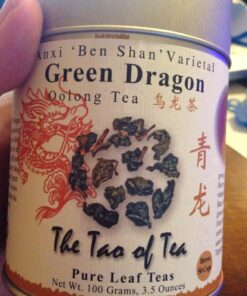 Anxi 'Ben Shan' Varietal
Green Dragon
Oolong Tea 乌龙茶
青
龙
The Tao of Tea
Pure Leaf Teas
Net Wt. 100 Grams, 3.5 Ounces